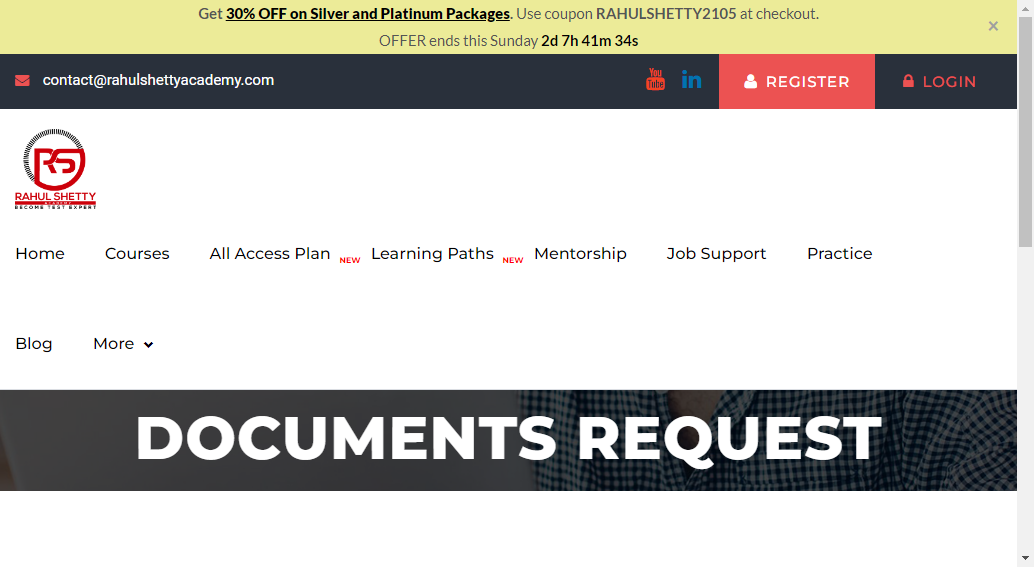 Get 30% OFF on Silver and Platinum Packages. Use coupon RAHULSHETTY2105 at checkout.
OFFER ends this Sunday 2d 7h 41m 34s
×
contact@rahulshettyacademy.com
You
Tube
in
REGISTER
LOGIN
RS
RAHUL SHETTY
ACADEMY
BECOME TEST EXPERT
Home
Courses
All Access Plan NEW
Learning Paths NEW
Mentorship
Job Support
Practice
Blog
More
DOCUMENTS REQUEST